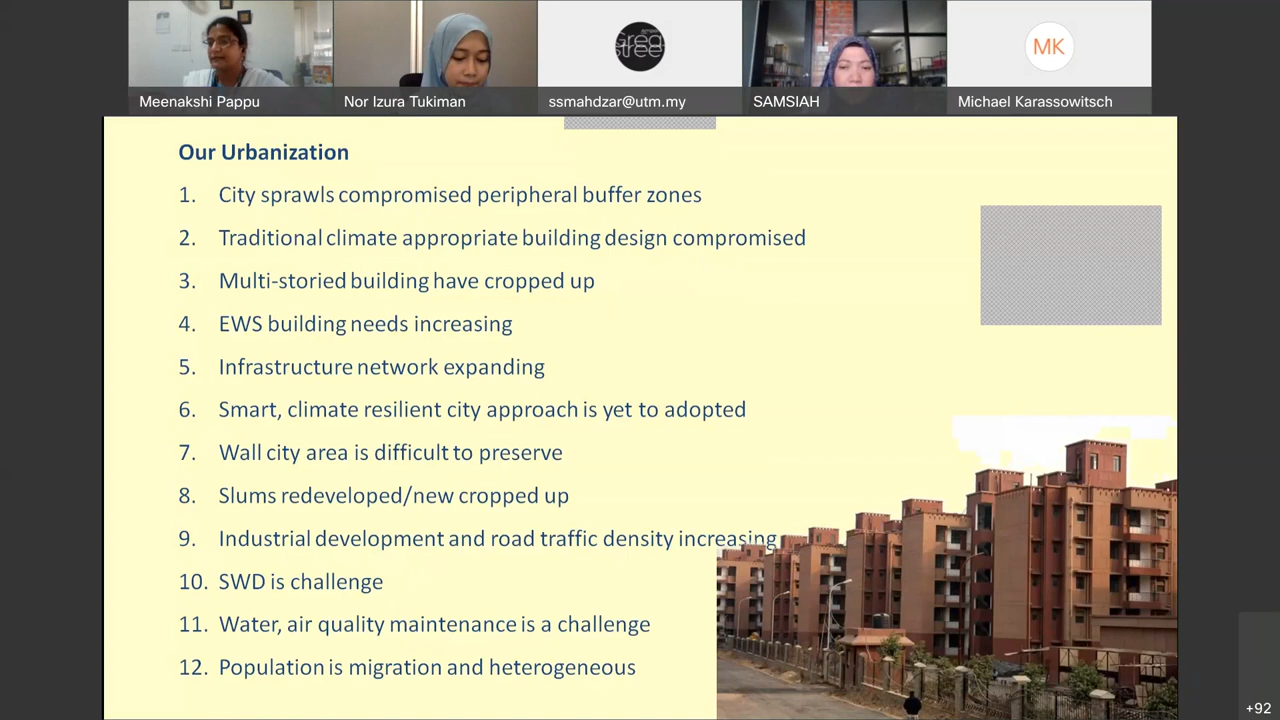 Great
street
MK
Meenakshi Pappu
Nor Izura Tukiman
ssmahdzar@utm.my
SAMSIAH
Michael Karassowitsch
Our Urbanization
1. City sprawls compromised peripheral buffer zones
2. Traditional climate appropriate building design compromised
3. Multi-storied building have cropped up
4. EWS building needs increasing
5. Infrastructure network expanding
6. Smart, climate resilient city approach is yet to adopted
7. Wall city area is difficult to preserve
8. Slums redeveloped/new cropped up
9. Industrial development and road traffic density increasing
10. SWD is challenge
11. Water, air quality maintenance is a challenge
12. Population is migration and heterogeneous
+92